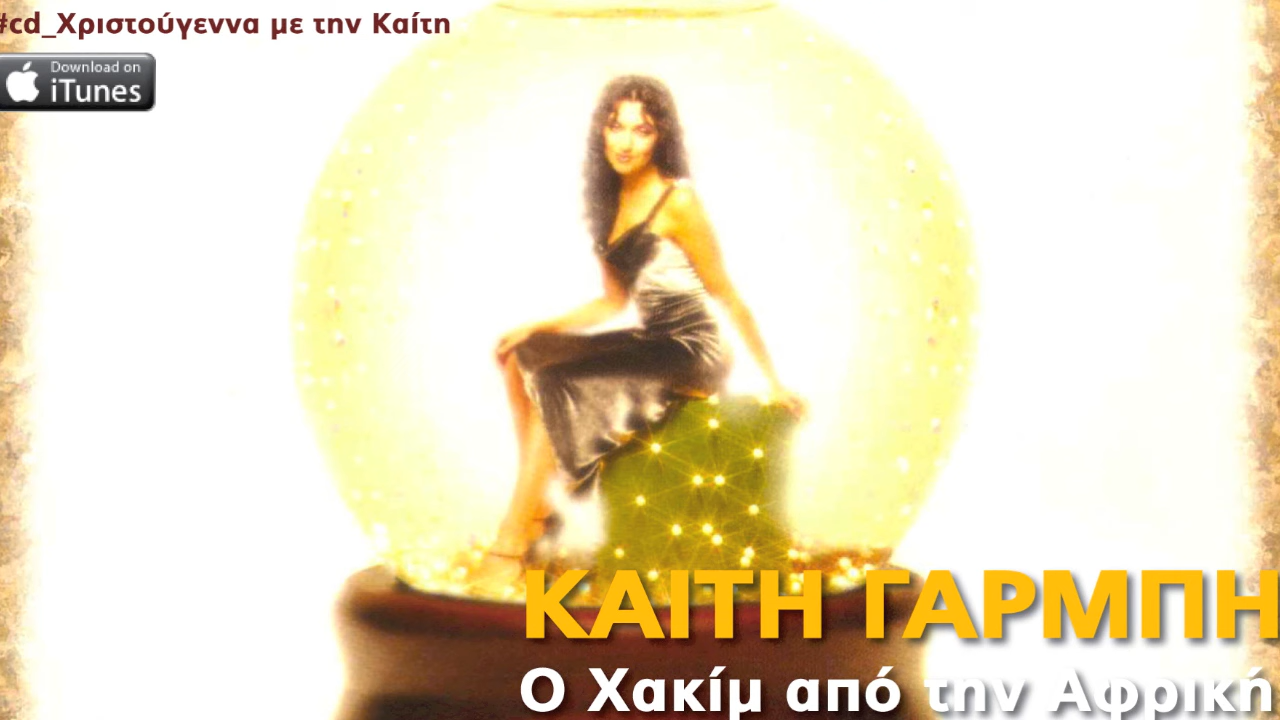 #cd_Χριστούγεννα με την Καίτη
Download on
iTunes
ΚΑΙΤΗ ΓΑΡΜΠΗ
Ο Χακίμ από την Αφρική